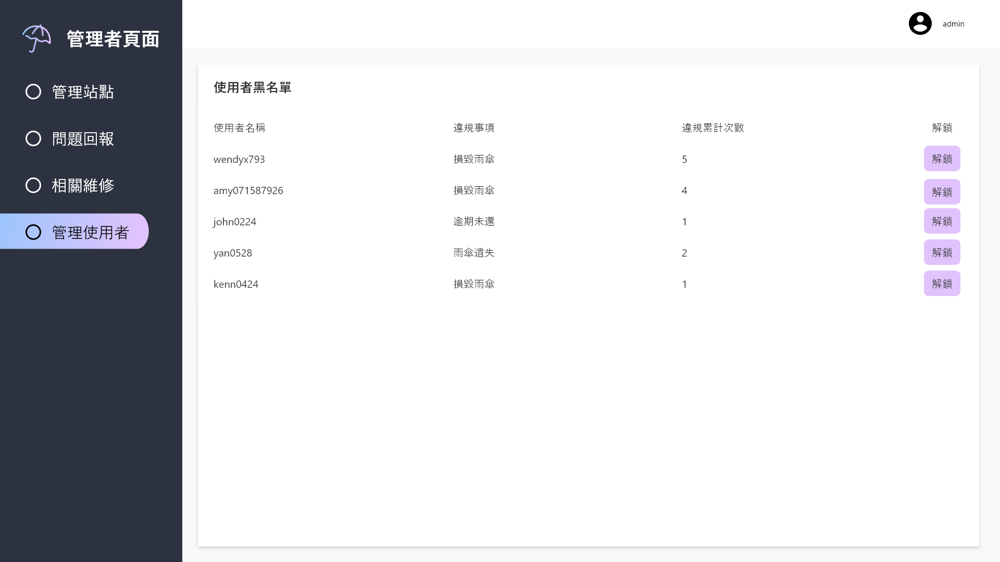 管理者頁面
管理站點
問題回報
相關維修
管理使用者
admin
使用者黑名單
使用者名稱 違規事項 違規累計次數 解鎖
wendyx793 損毀雨傘 5 解鎖
amy071587926 損毀雨傘 4 解鎖
john0224 逾期未還 1 解鎖
yan0528 雨傘遺失 2 解鎖
kenn0424 損毀雨傘 1 解鎖